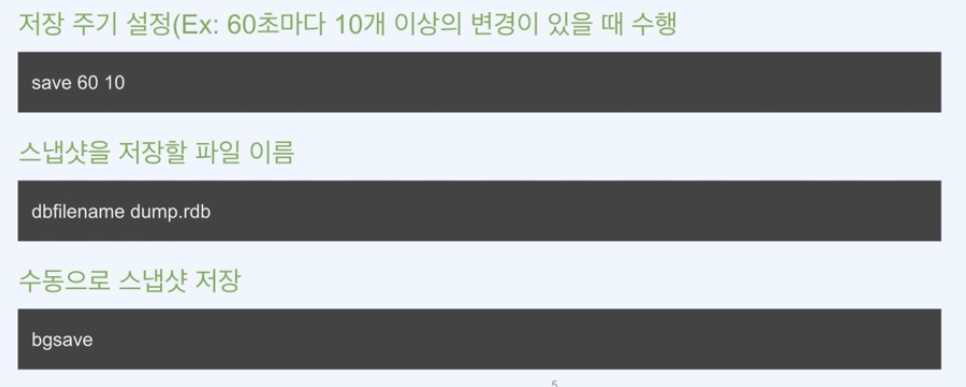 저장 주기 설정(Ex: 60초마다 10개 이상의 변경이 있을 때 수행
save 60 10
스냅샷을 저장할 파일 이름
dbfilename dump.rdb
수동으로 스냅샷 저장
bgsave
5